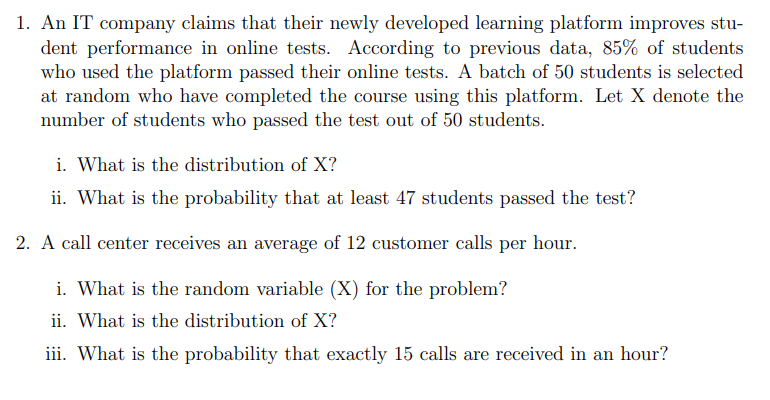 1. An IT company claims that their newly developed learning platform improves stu-
dent performance in online tests. According to previous data, 85% of students
who used the platform passed their online tests. A batch of 50 students is selected
at random who have completed the course using this platform. Let X denote the
number of students who passed the test out of 50 students.
i. What is the distribution of X?
ii. What is the probability that at least 47 students passed the test?
2. A call center receives an average of 12 customer calls per hour.
i. What is the random variable (X) for the problem?
ii. What is the distribution of X?
iii. What is the probability that exactly 15 calls are received in an hour?